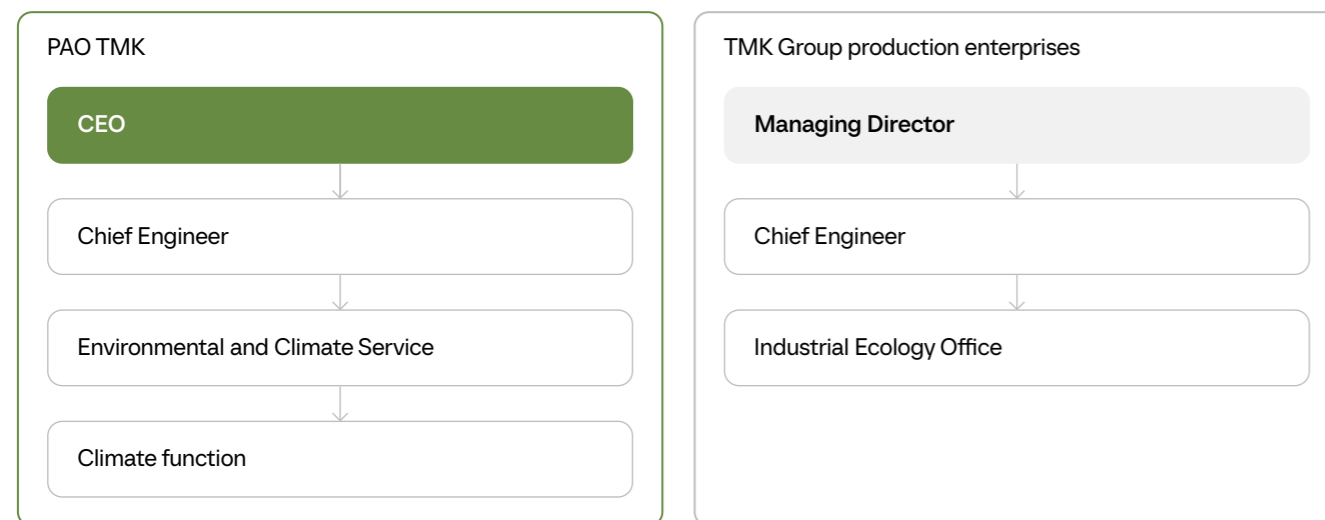 PAO TMK
CEO
Chief Engineer
Environmental and Climate Service
Climate function
TMK Group production enterprises
Managing Director
Chief Engineer
Industrial Ecology Office